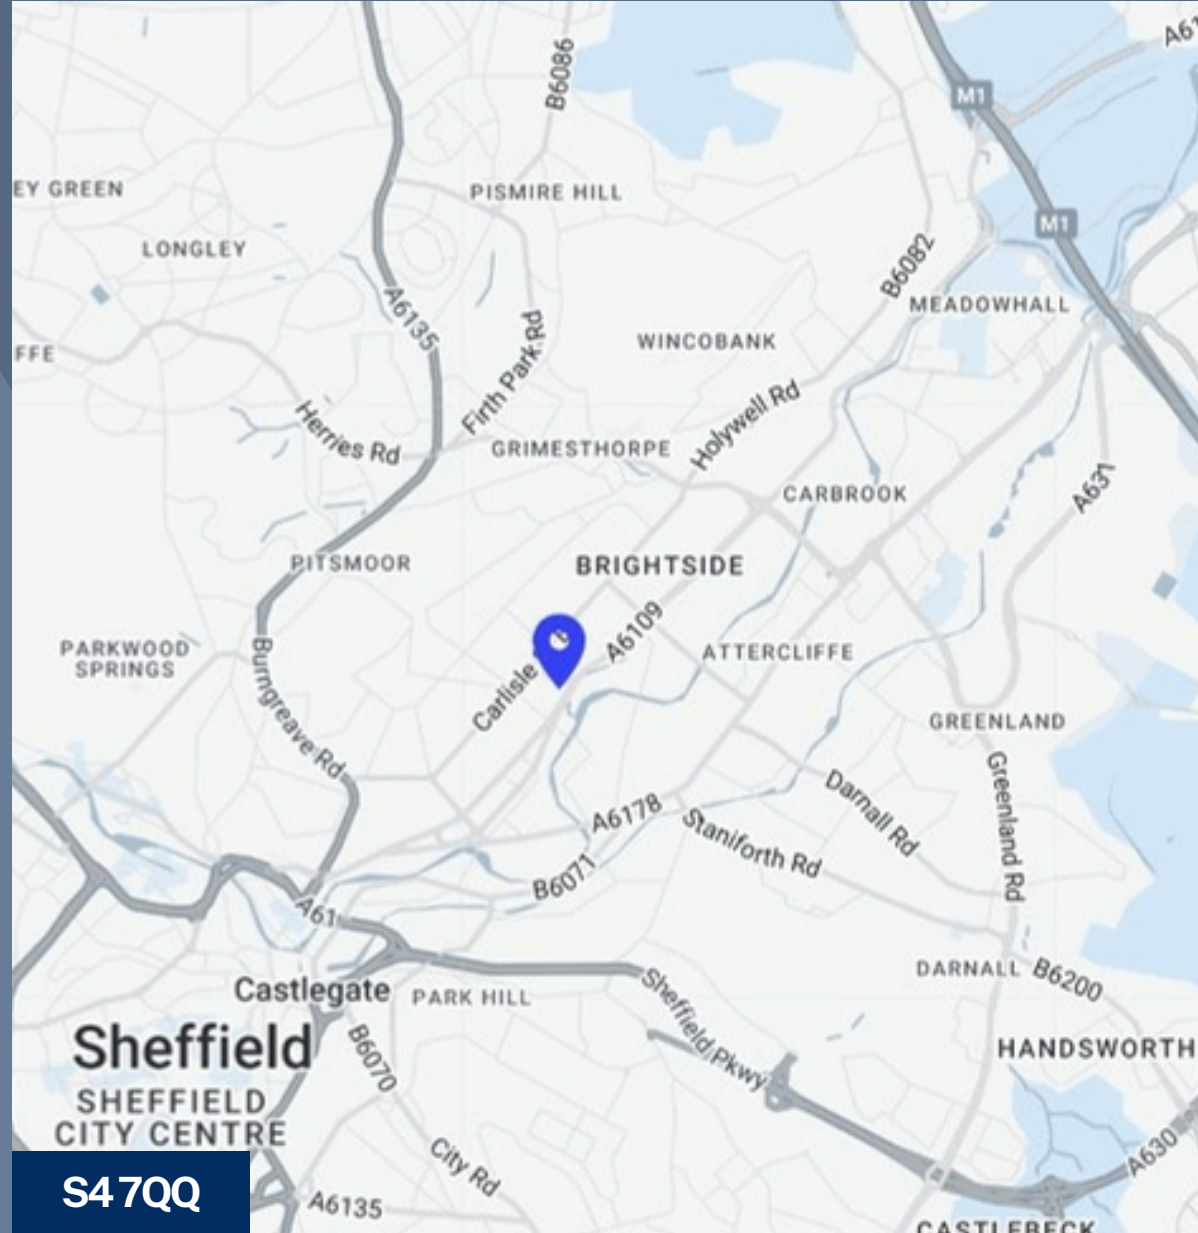 B6086
A61
M1
EY GREEN
PISMIRE HILL
LONGLEY
M1
B6082
A6135
MEADOWHALL
Firth Park Rd
WINCOBANK
FFE
Herries Rd
Holywell Rd
GRIMESTHORPE
CARBROOK
A631
PITSMOOR
BRIGHTSIDE
A6109
PARKWOOD
SPRINGS
Burngreave Rd
Carlisle
ATTERCLIFFE
GREENLAND
A6178
Staniforth Rd
Darnall Rd
Greenland Rd
B6071
A61
Castlegate
PARK HILL
DARNALL
B6200
Sheffield
B6070
Sheffield Pkwy
HANDSWORTH
SHEFFIELD
CITY CENTRE
City Rd
A630
S4 7QQ
A6135
CASTLEBECK